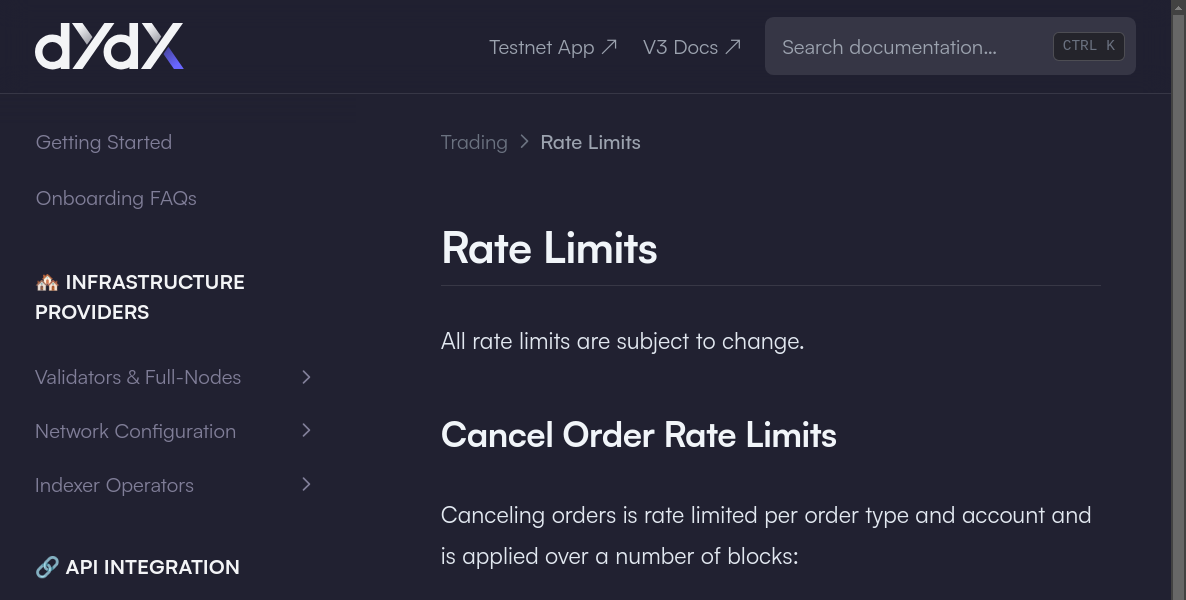 dYdX
Testnet App
V3 Docs
Search documentation...
CTRL K
Getting Started
Onboarding FAQs
INFRASTRUCTURE
PROVIDERS
Validators & Full-Nodes
Network Configuration
Indexer Operators
API INTEGRATION
Trading
Rate Limits
Rate Limits
All rate limits are subject to change.
Cancel Order Rate Limits
Canceling orders is rate limited per order type and account and
is applied over a number of blocks: